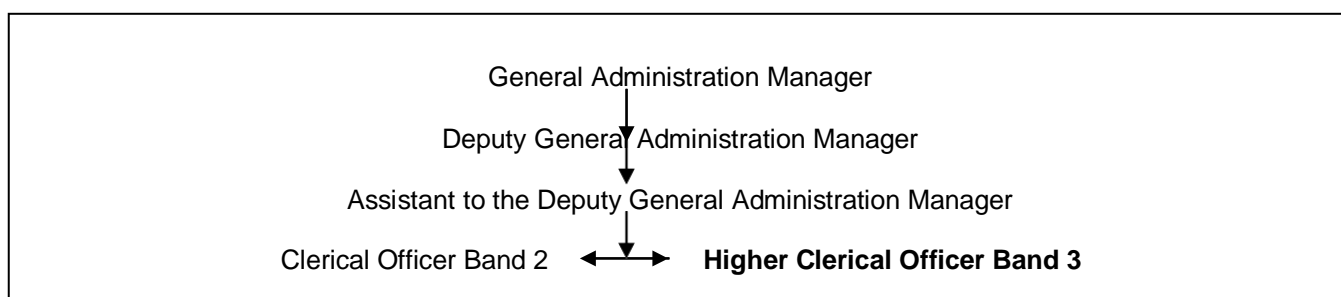 General Administration Manager
Deputy General Administration Manager
Assistant to the Deputy General Administration Manager
Clerical Officer Band 2 Higher Clerical Officer Band 3